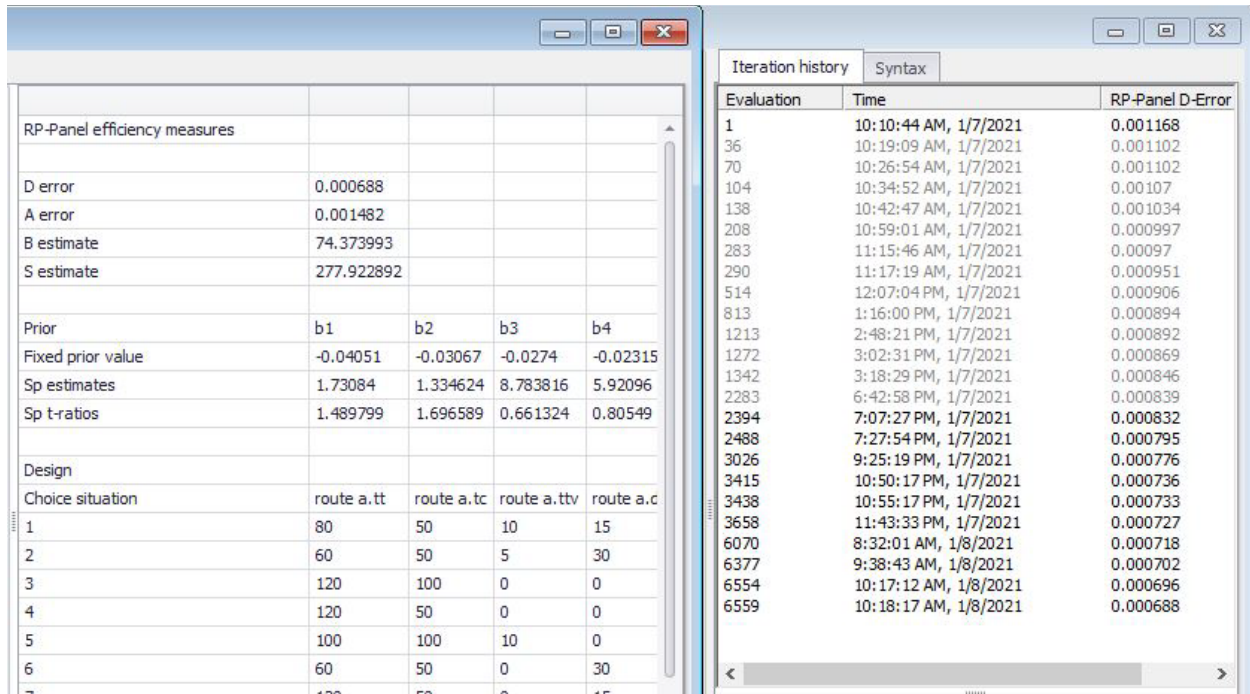 RP-Panel efficiency measures
D error 0.000688
A error 0.001482
B estimate 74.373993
S estimate 277.922892
Prior b1 b2 b3 b4
Fixed prior value -0.04051 -0.03067 -0.0274 -0.02315
Sp estimates 1.73084 1.334624 8.783816 5.92096
Sp t-ratios 1.489799 1.696589 0.661324 0.80549
Design
Choice situation route a.tt route a.tc route a.ttv route a.c
1 80 50 10 15
2 60 50 5 30
3 120 100 0 0
4 120 50 0 0
5 100 100 10 0
6 60 50 0 30
Iteration history Syntax
Evaluation Time RP-Panel D-Error
1 10:10:44 AM, 1/7/2021 0.001168
36 10:19:09 AM, 1/7/2021 0.001102
70 10:26:54 AM, 1/7/2021 0.001102
104 10:34:52 AM, 1/7/2021 0.00107
138 10:42:47 AM, 1/7/2021 0.001034
208 10:59:01 AM, 1/7/2021 0.000997
283 11:15:46 AM, 1/7/2021 0.00097
290 11:17:19 AM, 1/7/2021 0.000951
514 12:07:04 PM, 1/7/2021 0.000906
813 1:16:00 PM, 1/7/2021 0.000894
1213 2:48:21 PM, 1/7/2021 0.000892
1272 3:02:31 PM, 1/7/2021 0.000869
1342 3:18:29 PM, 1/7/2021 0.000846
2283 6:42:58 PM, 1/7/2021 0.000839
2394 7:07:27 PM, 1/7/2021 0.000832
2488 7:27:54 PM, 1/7/2021 0.000795
3026 9:25:19 PM, 1/7/2021 0.000776
3415 10:50:17 PM, 1/7/2021 0.000736
3438 10:55:17 PM, 1/7/2021 0.000733
3658 11:43:33 PM, 1/7/2021 0.000727
6070 8:32:01 AM, 1/8/2021 0.000718
6377 9:38:43 AM, 1/8/2021 0.000702
6554 10:17:12 AM, 1/8/2021 0.000696
6559 10:18:17 AM, 1/8/2021 0.000688